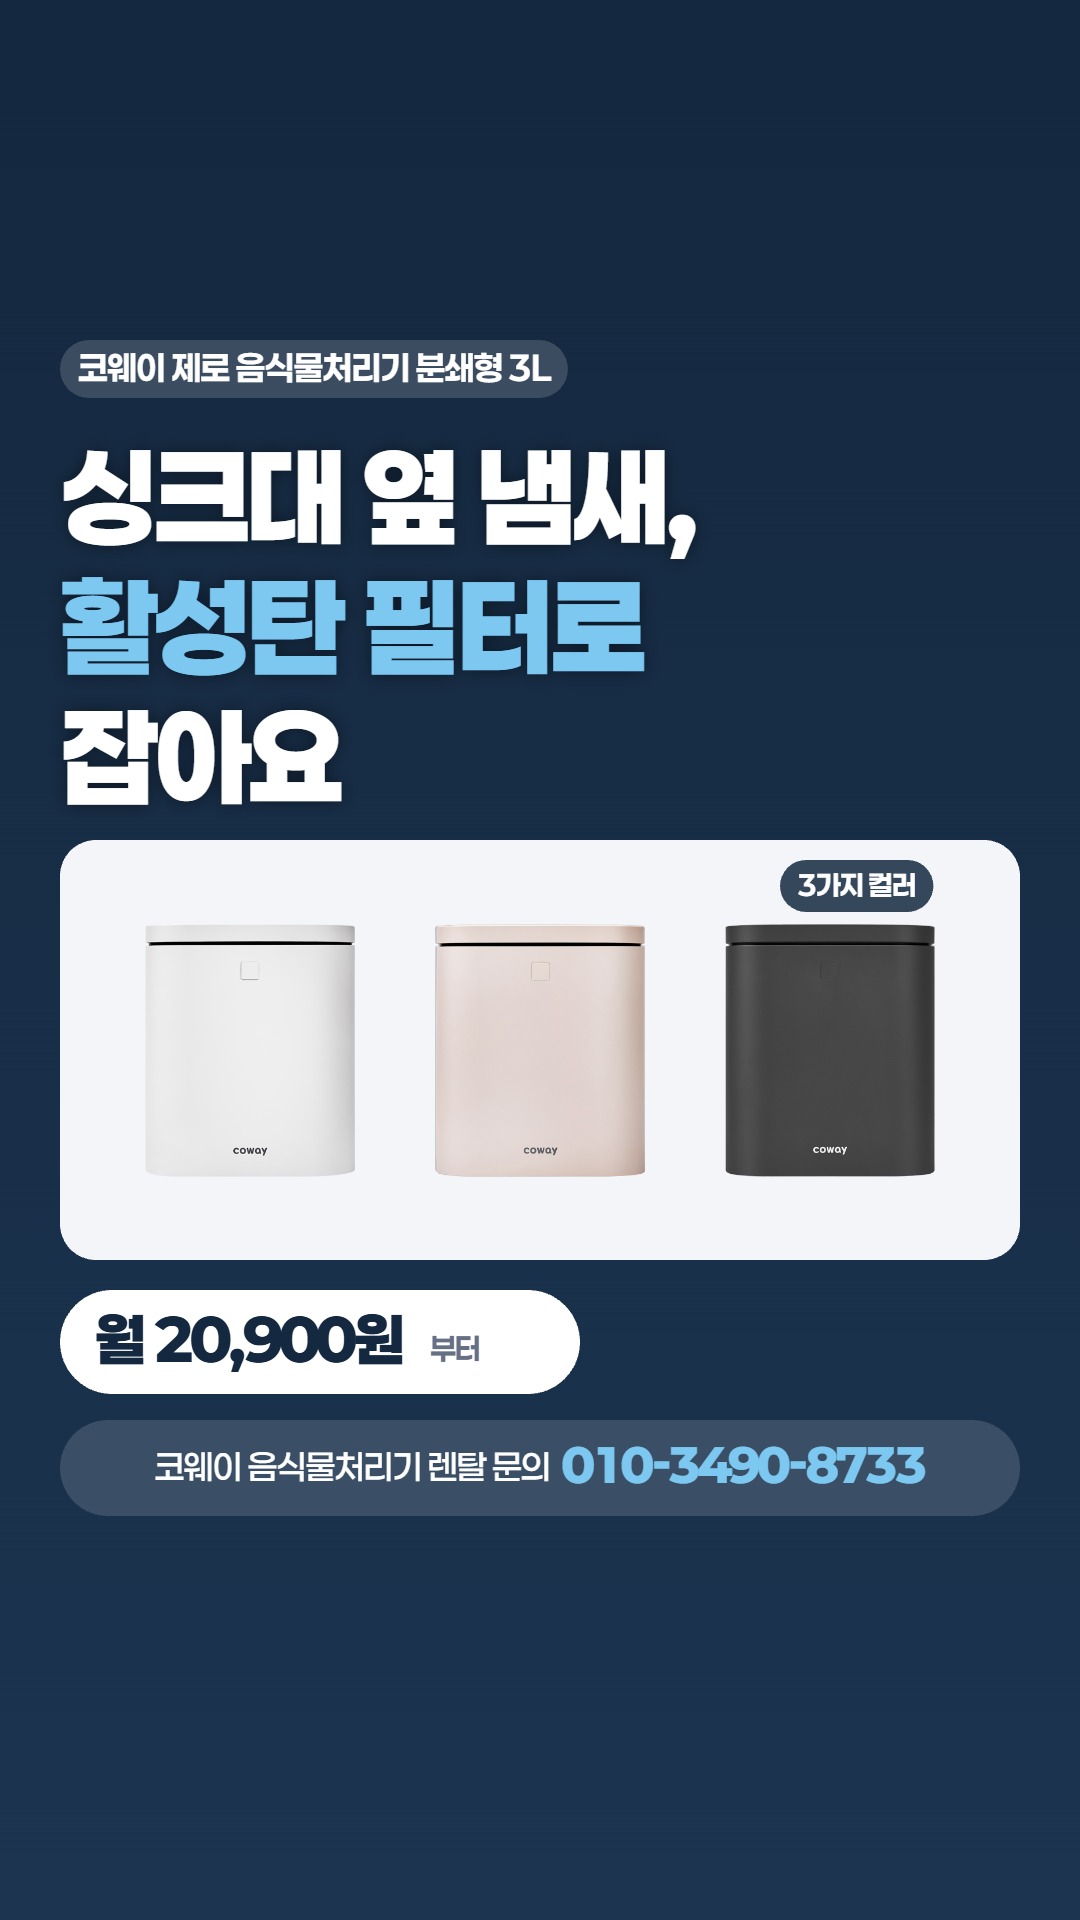 코웨이 제로 음식물처리기 분쇄형 3L
싱크대 옆 냄새,
활성탄 필터로
잡아요
3가지 컬러
coway
coway
coway
월 20,900원 부터
코웨이 음식물처리기 렌탈 문의 010-3490-8733